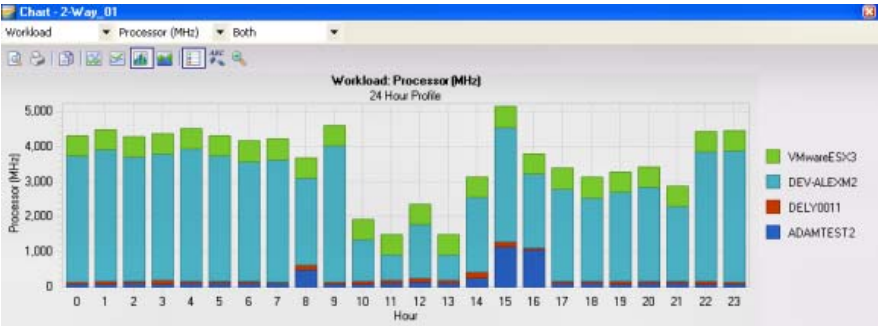 Chart - 2-Way_01
Workload Processor (MHz) Both
ABC
Workload: Processor (MHz)
24 Hour Profile
Processor (MHz)
5,000
4,000
3,000
2,000
1,000
0
0 1 2 3 4 5 6 7 8 9 10 11 12 13 14 15 16 17 18 19 20 21 22 23
Hour
VMwareESX3
DEV-ALEXM2
DELY0011
ADAMTEST2